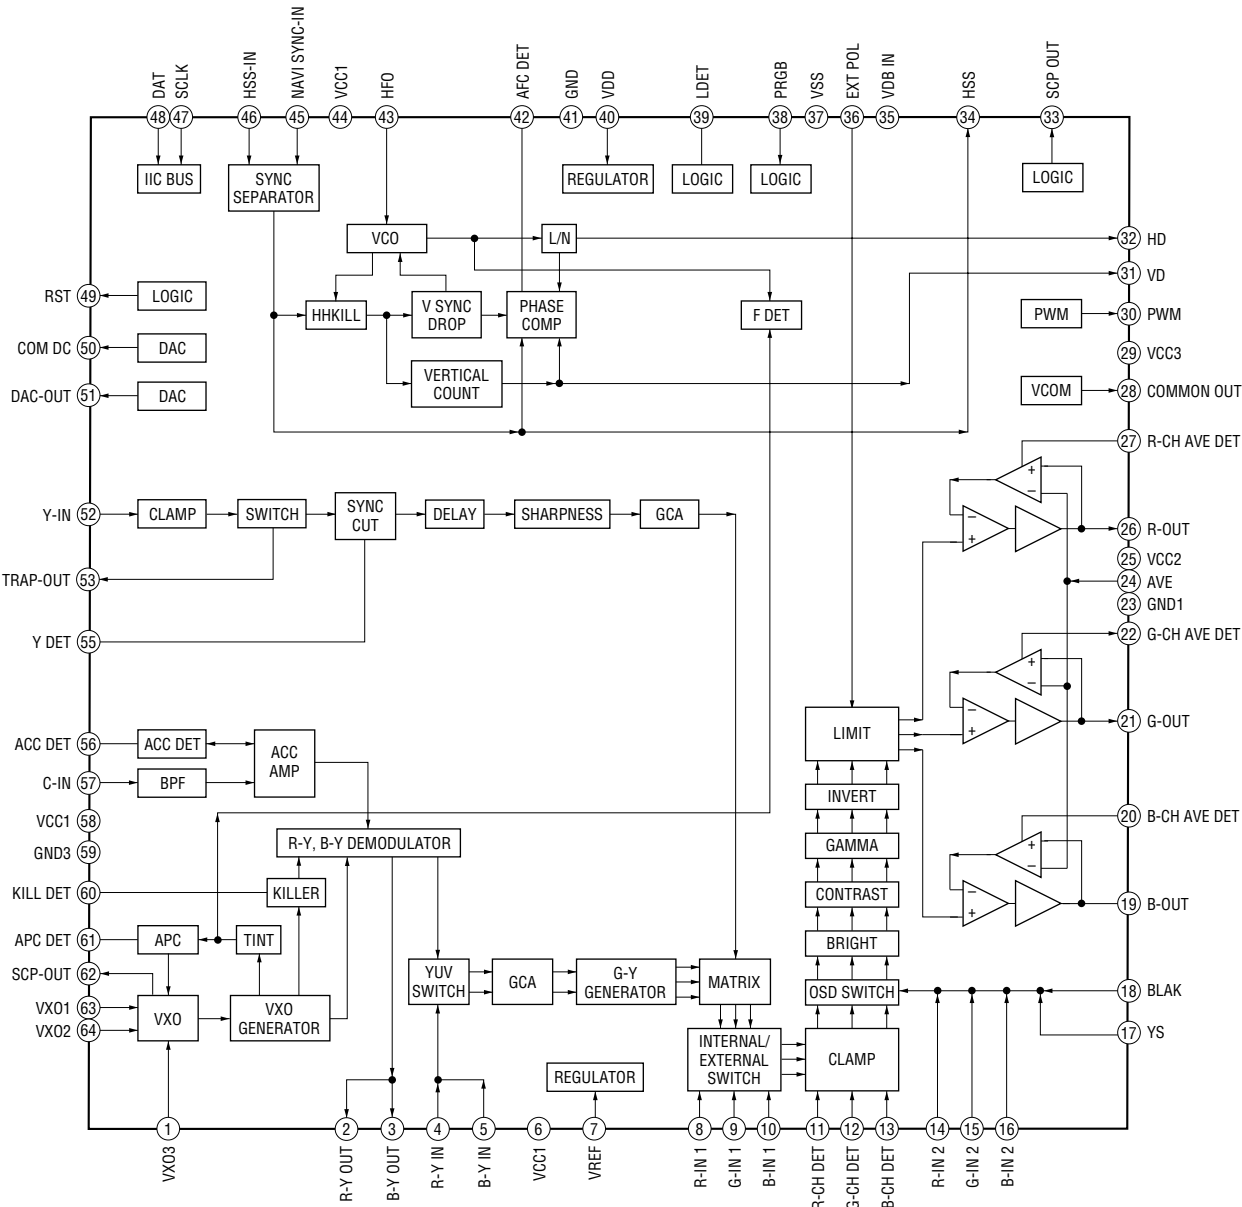 DAT
SCLK
HSS-IN
NAVI SYNC-IN
VCC1
HFO
AFC DET
GND
VDD
LDET
PRGB
VSS
EXT POL
VDB IN
HSS
SCP OUT
48 47 46 45 44 43 42 41 40 39 38 37 36 35 34 33
IIC BUS
SYNC
SEPARATOR
REGULATOR
LOGIC
LOGIC
LOGIC
VCO
L/N
32 HD
31 VD
RST 49
LOGIC
HHKILL
V SYNC
DROP
PHASE
COMP
F DET
PWM
30 PWM
COM DC 50
DAC
29 VCC3
DAC-OUT 51
DAC
VERTICAL
COUNT
VCOM
28 COMMON OUT
27 R-CH AVE DET
+
−
Y-IN 52
CLAMP
SWITCH
SYNC
CUT
DELAY
SHARPNESS
GCA
−
+
26 R-OUT
25 VCC2
TRAP-OUT 53
24 AVE
23 GND1
Y DET 55
22 G-CH AVE DET
+
−
LIMIT
−
+
21 G-OUT
ACC DET 56
ACC DET
ACC
AMP
C-IN 57
BPF
INVERT
VCC1 58
20 B-CH AVE DET
R-Y, B-Y DEMODULATOR
GAMMA
+
−
GND3 59
KILL DET 60
KILLER
CONTRAST
−
+
19 B-OUT
APC DET 61
APC
TINT
BRIGHT
SCP-OUT 62
YUV
SWITCH
GCA
G-Y
GENERATOR
MATRIX
OSD SWITCH
18 BLAK
VXO1 63
VXO2 64
VXO
VXO
GENERATOR
17 YS
INTERNAL/
EXTERNAL
SWITCH
CLAMP
REGULATOR
1 2 3 4 5 6 7 8 9 10 11 12 13 14 15 16
VXO3
R-Y OUT
B-Y OUT
R-Y IN
B-Y IN
VCC1
VREF
R-IN 1
G-IN 1
B-IN 1
R-CH DET
G-CH DET
B-CH DET
R-IN 2
G-IN 2
B-IN 2